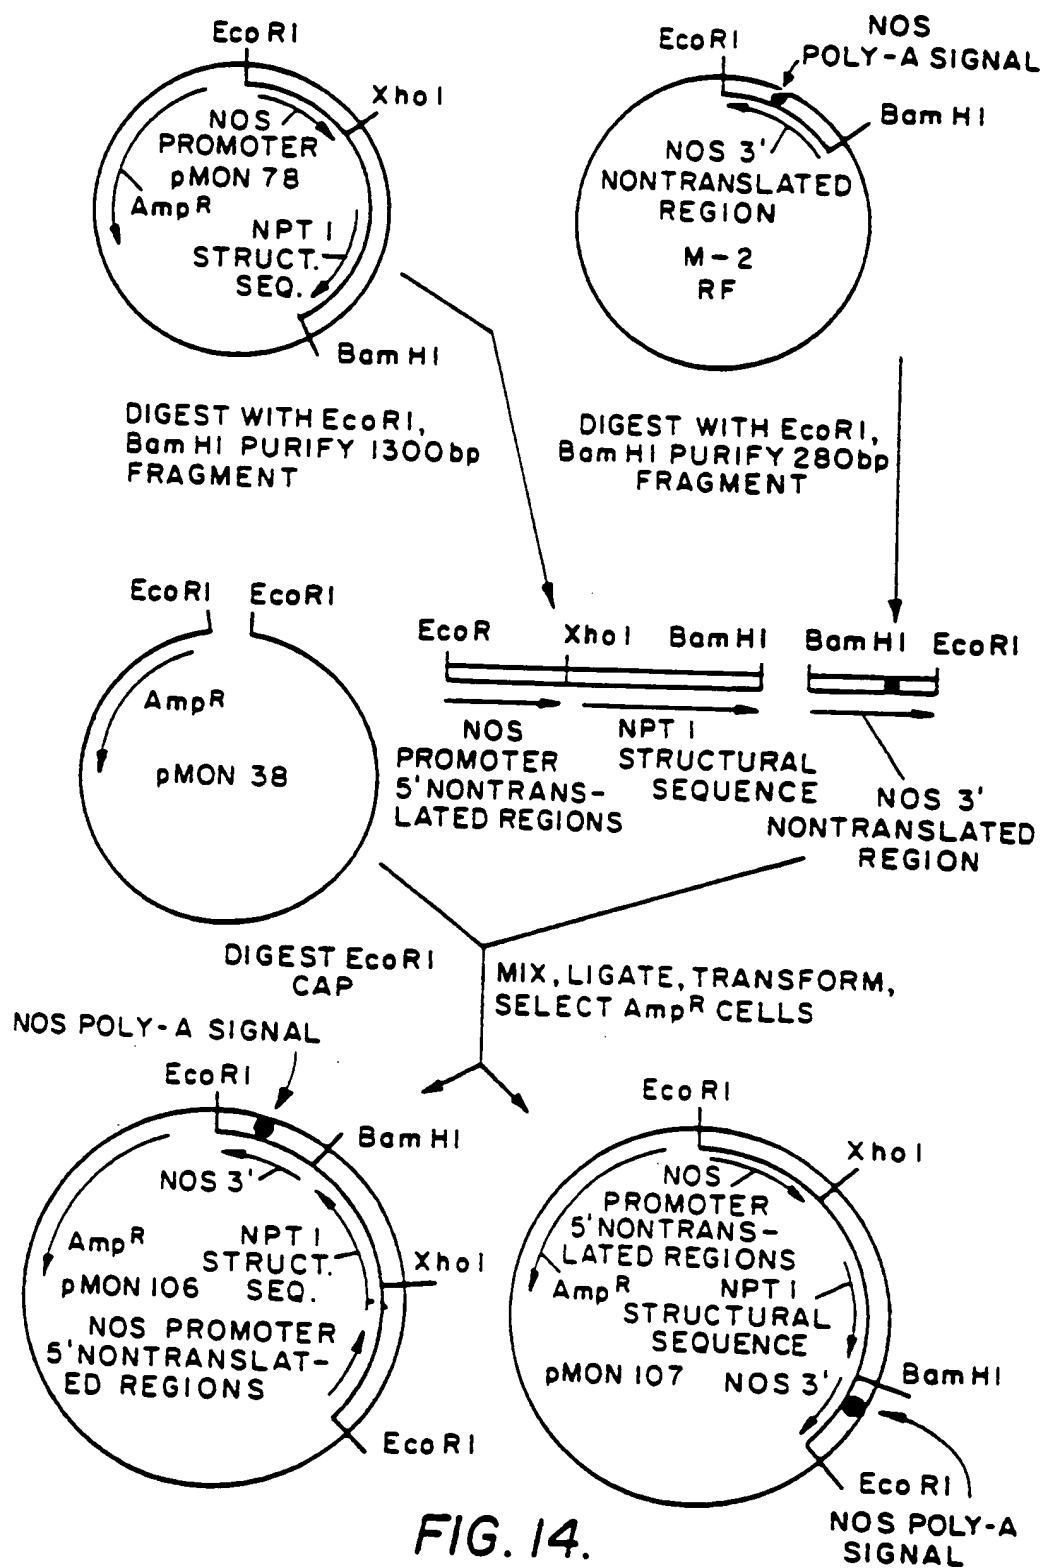 EcoRI
XhoI
NOS
PROMOTER
pMON 78
AmpR
NPT I
STRUCT.
SEQ.
BamHI
EcoRI
NOS
POLY-A SIGNAL
BamHI
NOS 3'
NONTRANSLATED
REGION
M-2
RF
DIGEST WITH EcoRI,
BamHI PURIFY 1300bp
FRAGMENT
DIGEST WITH EcoRI,
BamHI PURIFY 280bp
FRAGMENT
EcoRI
EcoRI
AmpR
pMON 38
EcoR
XhoI
BamHI
BamHI
EcoRI
NOS
PROMOTER
5'NONTRANS-
LATED REGIONS
NPT I
STRUCTURAL
SEQUENCE
NOS 3'
NONTRANSLATED
REGION
DIGEST EcoRI
CAP
MIX, LIGATE, TRANSFORM,
SELECT AmpR CELLS
NOS POLY-A SIGNAL
EcoRI
BamHI
NOS 3'
AmpR
NPT I
STRUCT.
SEQ.
XhoI
pMON 106
NOS PROMOTER
5'NONTRANSLAT-
ED REGIONS
EcoRI
EcoRI
XhoI
NOS
PROMOTER
5'NONTRANS-
LATED REGIONS
AmpR
NPT I
STRUCTURAL
SEQUENCE
pMON 107
NOS 3'
BamHI
EcoRI
NOS POLY-A
SIGNAL
FIG. 14.